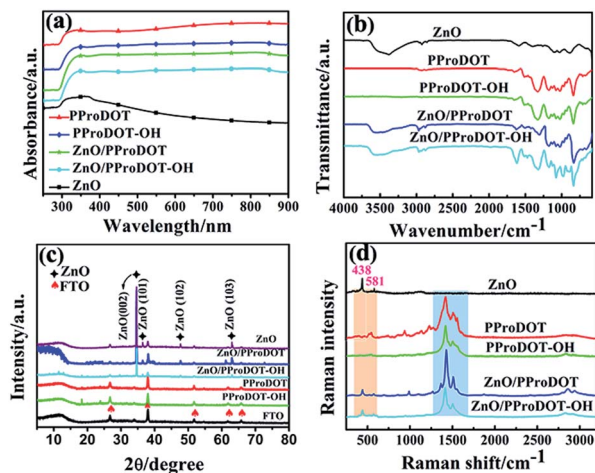 (a)
Absorbance/a.u.
PProDOT
PProDOT-OH
ZnO/PProDOT
ZnO/PProDOT-OH
ZnO
300 400 500 600 700 800 900
Wavelength/nm
(b)
Transmittance/a.u.
ZnO
PProDOT
PProDOT-OH
ZnO/PProDOT
ZnO/PProDOT-OH
4000 3500 3000 2500 2000 1500 1000
Wavenumber/cm-1
(c)
Intensity/a.u.
ZnO
FTO
ZnO(002)
ZnO (101)
ZnO (102)
ZnO (103)
ZnO
ZnO/PProDOT
ZnO/PProDOT-OH
PProDOT
PProDOT-OH
FTO
0 10 20 30 40 50 60 70 80
2θ/degree
(d)
Raman intensity
438
581
ZnO
PProDOT
PProDOT-OH
ZnO/PProDOT
ZnO/PProDOT-OH
500 1000 1500 2000 2500 3000
Raman shift/cm-1